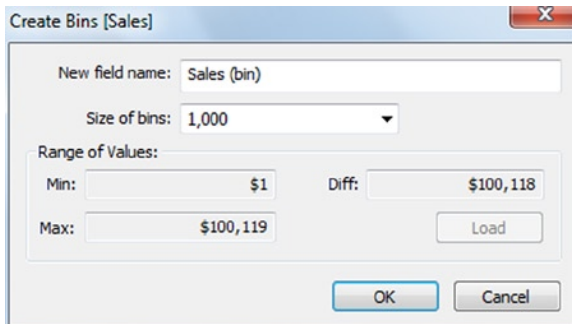 Create Bins [Sales]
New field name: Sales (bin)
Size of bins: 1,000
Range of Values:
Min: $1 Diff: $100,118
Max: $100,119 Load
OK Cancel